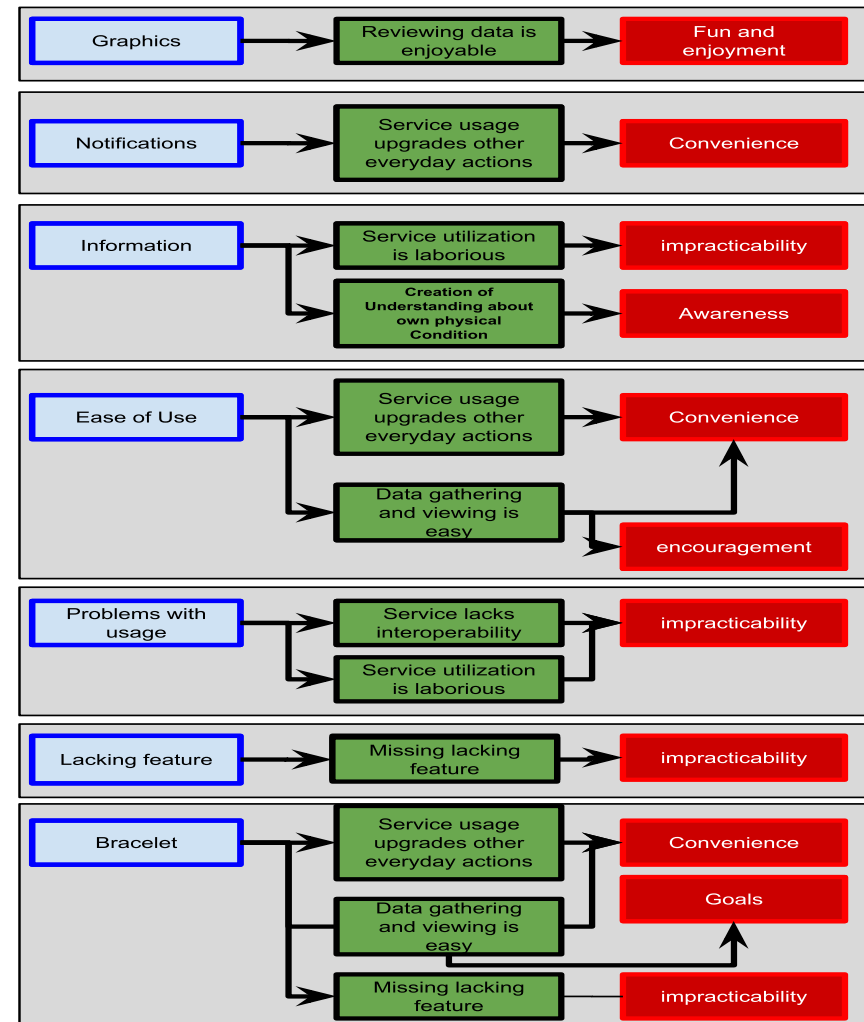 Graphics
Reviewing data is
enjoyable
Fun and
enjoyment
Notifications
Service usage
upgrades other
everyday actions
Convenience
Information
Service utilization
is laborious
impracticability
Creation of
Understanding about
own physical
Condition
Awareness
Ease of Use
Service usage
upgrades other
everyday actions
Convenience
Data gathering
and viewing is
easy
encouragement
Problems with
usage
Service lacks
interoperability
impracticability
Service utilization
is laborious
Lacking feature
Missing lacking
feature
impracticability
Bracelet
Service usage
upgrades other
everyday actions
Convenience
Goals
Data gathering
and viewing is
easy
Missing lacking
feature
impracticability